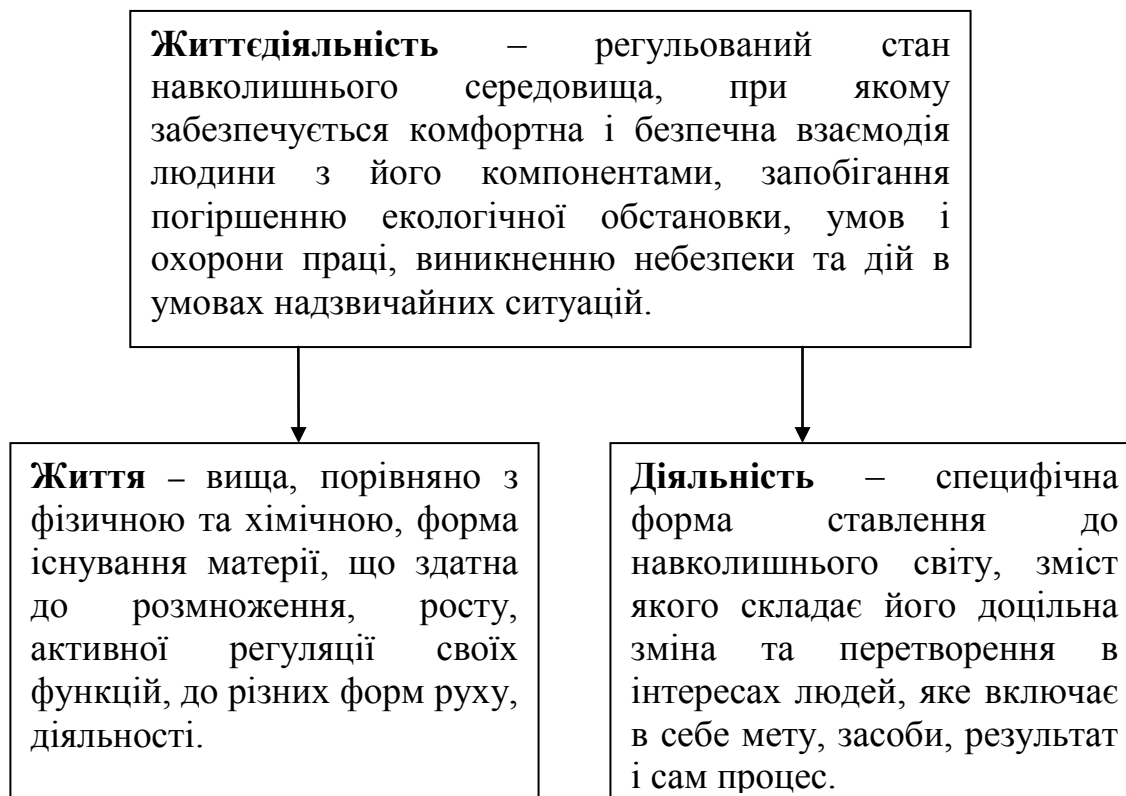 Життєдіяльність – регульований стан
навколишнього середовища, при якому
забезпечується комфортна і безпечна взаємодія
людини з його компонентами, запобігання
погіршенню екологічної обстановки, умов і
охорони праці, виникненню небезпеки та дій в
умовах надзвичайних ситуацій.
Життя – вища, порівняно з
фізичною та хімічною, форма
існування матерії, що здатна
до розмноження, росту,
активної регуляції своїх
функцій, до різних форм руху,
діяльності.
Діяльність – специфічна
форма ставлення до
навколишнього світу, зміст
якого складає його доцільна
зміна та перетворення в
інтересах людей, яке включає
в себе мету, засоби, результат
і сам процес.